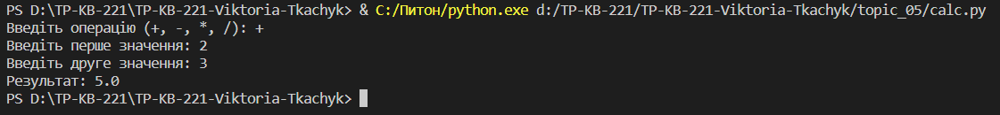 PS D:\TP-KB-221\TP-KB-221-Viktoria-Tkachyk> & C:/Питон/python.exe d:/TP-KB-221/TP-KB-221-Viktoria-Tkachyk/topic_05/calc.py
Введіть операцію (+, -, *, /): +
Введіть перше значення: 2
Введіть друге значення: 3
Результат: 5.0
PS D:\TP-KB-221\TP-KB-221-Viktoria-Tkachyk>